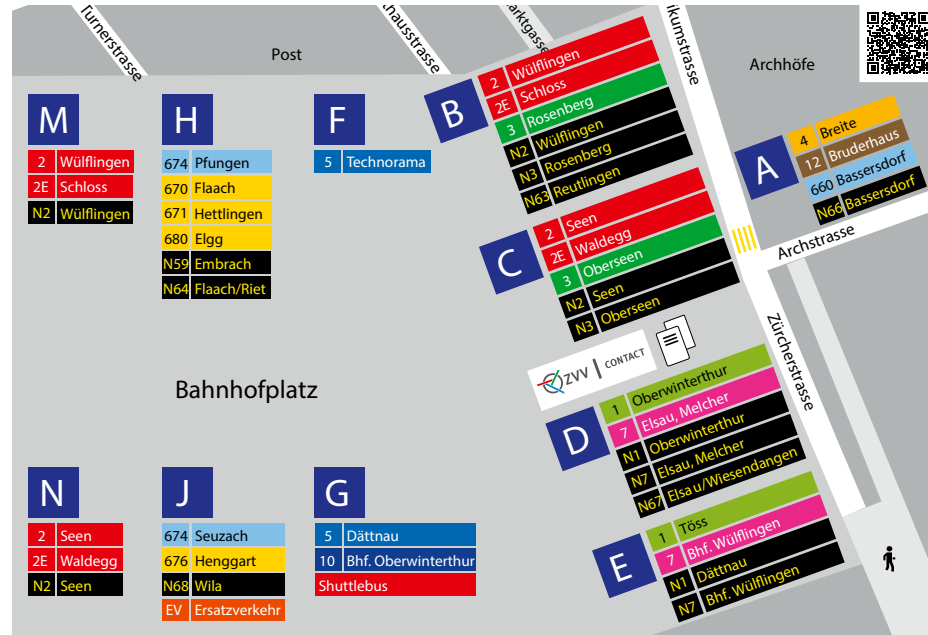 Turnerstrasse
Post
thausstrasse
arktgasse
ikumstrasse
Archhöfe
M
2 Wülflingen
2E Schloss
N2 Wülflingen
H
674 Pfungen
670 Flaach
671 Hettlingen
680 Elgg
N59 Embrach
N64 Flaach/Riet
F
5 Technorama
B
2 Wülflingen
2E Schloss
3 Rosenberg
N2 Wülflingen
N3 Rosenberg
N63 Reutlingen
A
4 Breite
12 Bruderhaus
660 Bassersdorf
N66 Bassersdorf
Archstrasse
C
2 Seen
2E Waldegg
3 Oberseen
N2 Seen
N3 Oberseen
Zürcherstrasse
ZVV CONTACT
Bahnhofplatz
D
1 Oberwinterthur
7 Elsau, Melcher
N1 Oberwinterthur
N7 Elsau, Melcher
N67 Elsau/Wiesendangen
N
2 Seen
2E Waldegg
N2 Seen
J
674 Seuzach
676 Henggart
N68 Wila
EV Ersatzverkehr
G
5 Dättnau
10 Bhf. Oberwinterthur
Shuttlebus
E
1 Töss
7 Bhf. Wülflingen
N1 Dättnau
N7 Bhf. Wülflingen